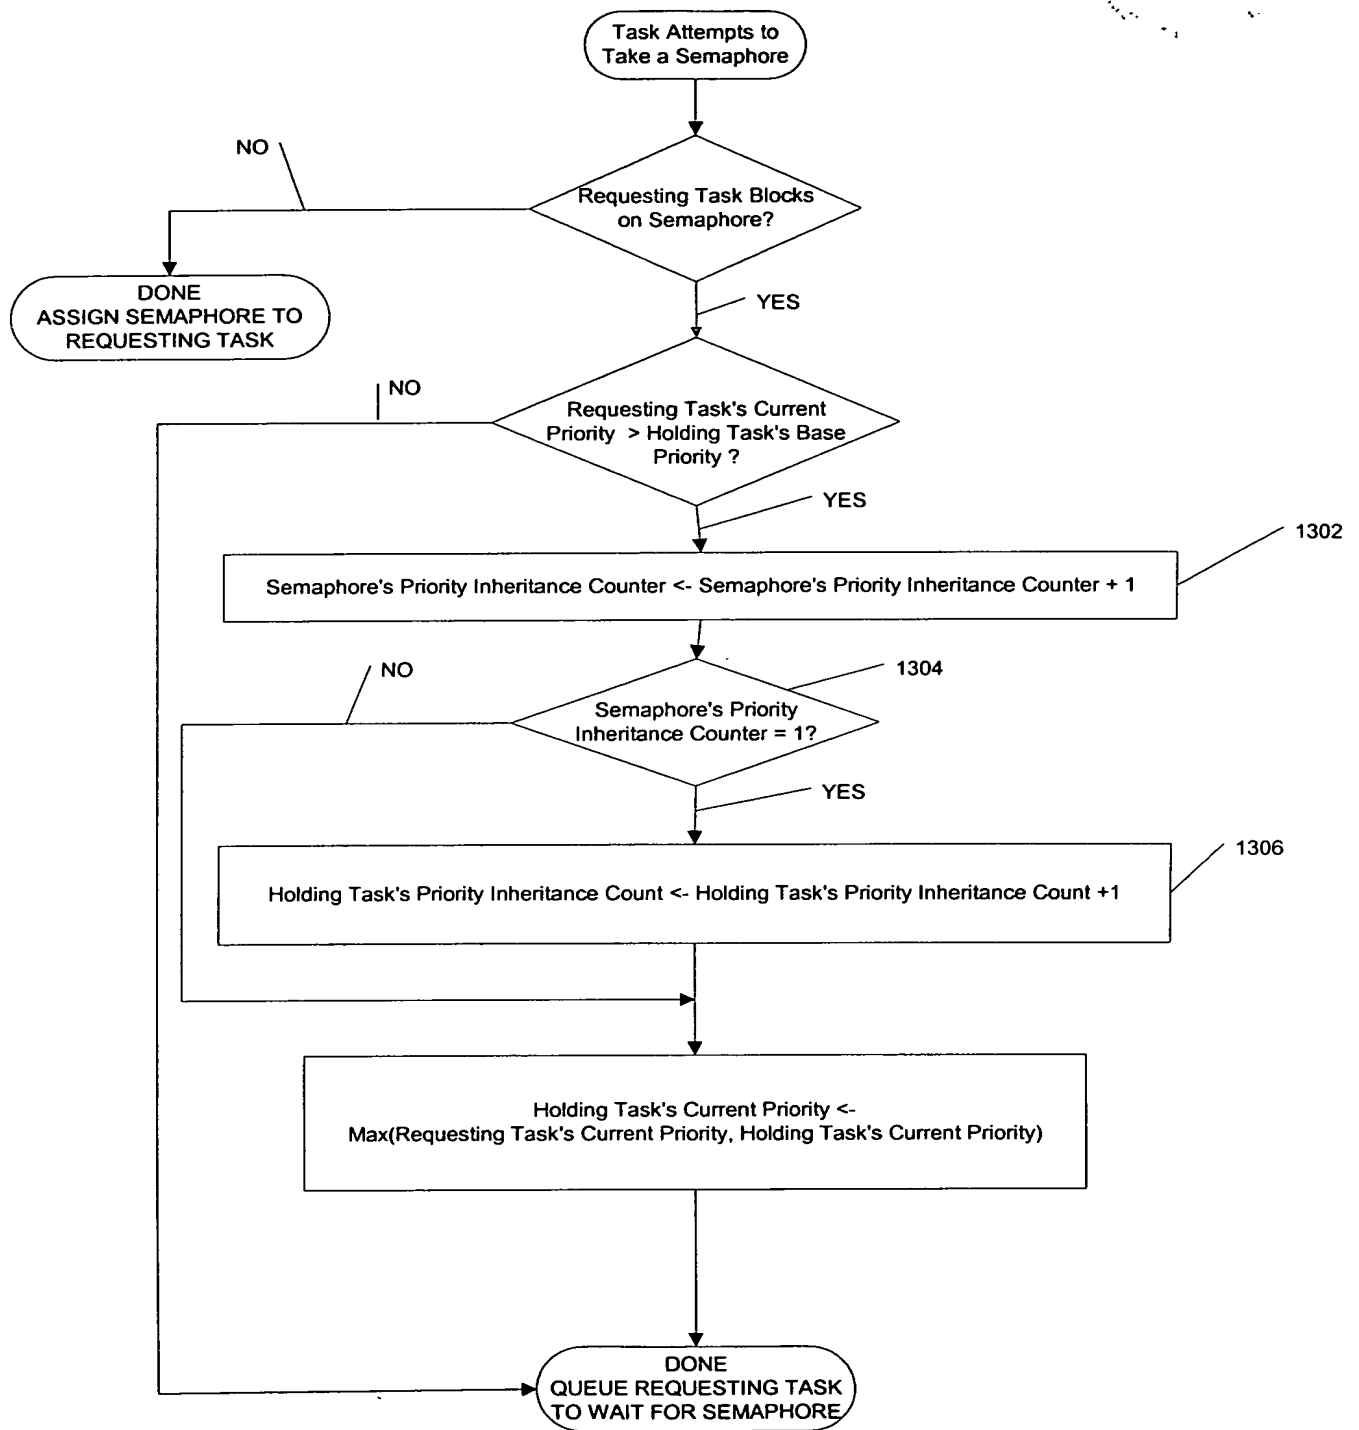 Task Attempts to
Take a Semaphore
NO
Requesting Task Blocks
on Semaphore?
YES
DONE
ASSIGN SEMAPHORE TO
REQUESTING TASK
NO
Requesting Task's Current
Priority > Holding Task's Base
Priority ?
YES
1302
Semaphore's Priority Inheritance Counter <- Semaphore's Priority Inheritance Counter + 1
NO
1304
Semaphore's Priority
Inheritance Counter = 1?
YES
1306
Holding Task's Priority Inheritance Count <- Holding Task's Priority Inheritance Count +1
Holding Task's Current Priority <-
Max(Requesting Task's Current Priority, Holding Task's Current Priority)
DONE
QUEUE REQUESTING TASK
TO WAIT FOR SEMAPHORE